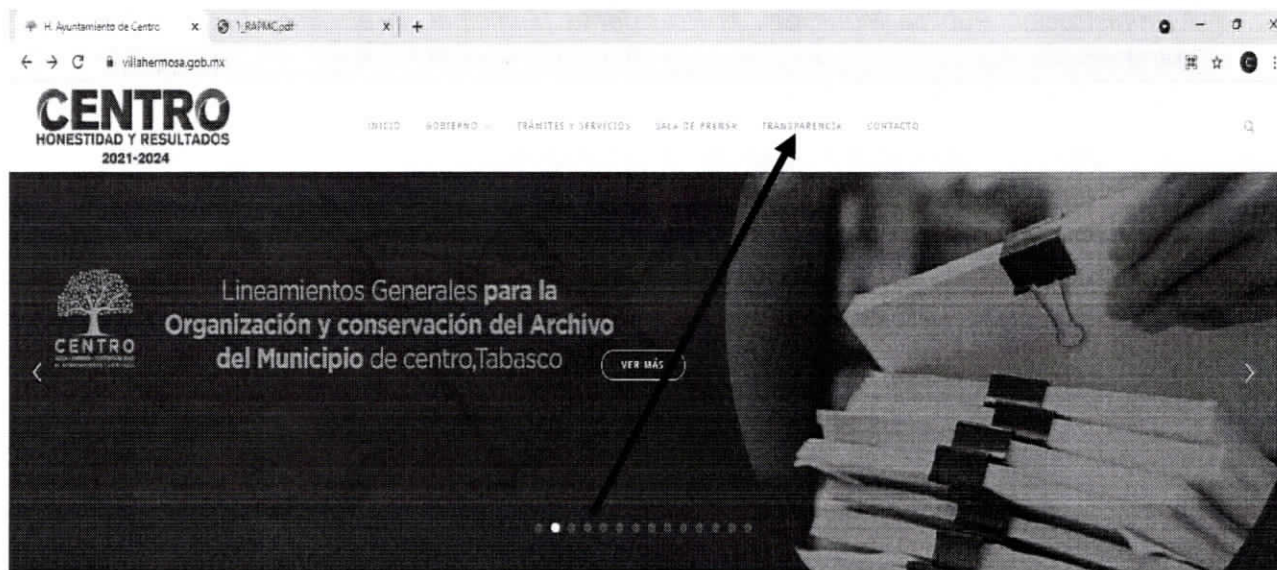 H. Ayuntamiento de Centro
1_RAPMC.pdf
villahermosa.gob.mx
CENTRO
HONESTIDAD Y RESULTADOS
2021-2024
INICIO GOBIERNO TRÁMITES Y SERVICIOS SALA DE PRENSA TRANSPARENCIA CONTACTO
Lineamientos Generales para la
Organización y conservación del Archivo
del Municipio de centro,Tabasco
VER MÁS
CENTRO